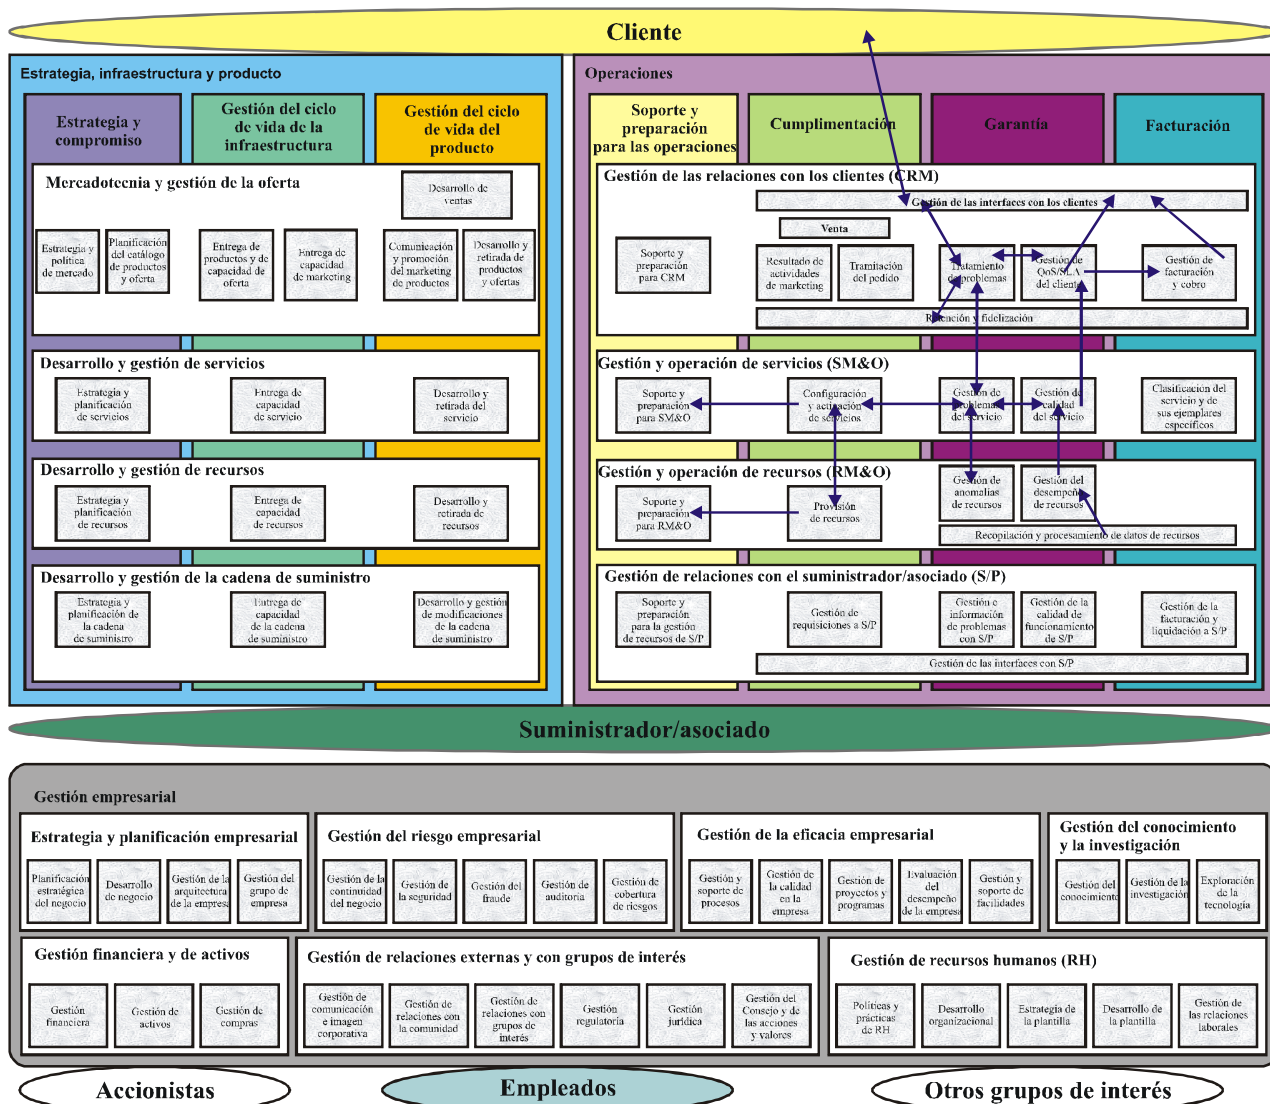 Cliente
Estrategia, infraestructura y producto
Estrategia y
compromiso
Gestión del ciclo
de vida de la
infraestructura
Gestión del ciclo
de vida del
producto
Mercadotecnia y gestión de la oferta
Desarrollo de
ventas
Estrategia y
política
de mercado
Planificación
del catálogo
de productos
y oferta
Entrega de
productos y de
capacidad de
oferta
Entrega de
capacidad
de marketing
Comunicación
y promoción
del marketing
de productos
Desarrollo y
retirada de
productos
y ofertas
Desarrollo y gestión de servicios
Estrategia y
planificación
de servicios
Entrega de
capacidad
de servicio
Desarrollo y
retirada del
servicio
Desarrollo y gestión de recursos
Estrategia y
planificación
de recursos
Entrega de
capacidad
de recursos
Desarrollo y
retirada de
recursos
Desarrollo y gestión de la cadena de suministro
Estrategia y
planificación de
la cadena
de suministro
Entrega de
capacidad
de la cadena
de suministro
Desarrollo y gestión
de modificaciones
de la cadena
de suministro
Operaciones
Soporte y
preparación
para las operaciones
Cumplimentación
Garantía
Facturación
Gestión de las relaciones con los clientes (CRM)
Gestión de las interfaces con los clientes
Venta
Soporte y
preparación
para CRM
Resultado de
actividades
de marketing
Tramitación
del pedido
Tratamiento
de problemas
Gestión de
QoS/SLA
del cliente
Gestión de
facturación
y cobro
Retención y fidelización
Gestión y operación de servicios (SM&O)
Soporte y
preparación
para SM&O
Configuración
y activación
de servicios
Gestión de
problemas
del servicio
Gestión de
calidad
del servicio
Clasificación del
servicio y de
sus ejemplares
específicos
Gestión y operación de recursos (RM&O)
Soporte y
preparación
para RM&O
Provisión
de recursos
Gestión de
anomalías
de recursos
Gestión del
desempeño
de recursos
Recopilación y procesamiento de datos de recursos
Gestión de relaciones con el suministrador/asociado (S/P)
Soporte y
preparación
para la gestión
de recursos de S/P
Gestión de
requisiciones a S/P
Gestión e
información
de problemas
con S/P
Gestión de la
calidad de
funcionamiento
de S/P
Gestión de la
facturación y
liquidación a S/P
Gestión de las interfaces con S/P
Suministrador/asociado
Gestión empresarial
Estrategia y planificación empresarial
Planificación
estratégica
del negocio
Desarrollo
de negocio
Gestión de la
arquitectura
de la empresa
Gestión del
grupo de
empresa
Gestión del riesgo empresarial
Gestión de la
continuidad
del negocio
Gestión de
la seguridad
Gestión del
fraude
Gestión de
auditoría
Gestión de
cobertura
de riesgos
Gestión de la eficacia empresarial
Gestión y
soporte de
procesos
Gestión de
la calidad
en la
empresa
Gestión de
proyectos y
programas
Evaluación
del
desempeño
de la empresa
Gestión y
soporte de
facilidades
Gestión del conocimiento
y la investigación
Gestión del
conocimiento
Gestión de la
investigación
Exploración
de la
tecnología
Gestión financiera y de activos
Gestión
financiera
Gestión de
activos
Gestión de
compras
Gestión de relaciones externas y con grupos de interés
Gestión de
comunicación
e imagen
corporativa
Gestión de
relaciones con
la comunidad
Gestión de
relaciones con
grupos de
interés
Gestión
regulatoria
Gestión
jurídica
Gestión del
Consejo y de
las acciones
y valores
Gestión de recursos humanos (RH)
Políticas y
prácticas
de RH
Desarrollo
organizacional
Estrategia de
la plantilla
Desarrollo de
la plantilla
Gestión de
las relaciones
laborales
Accionistas
Empleados
Otros grupos de interés